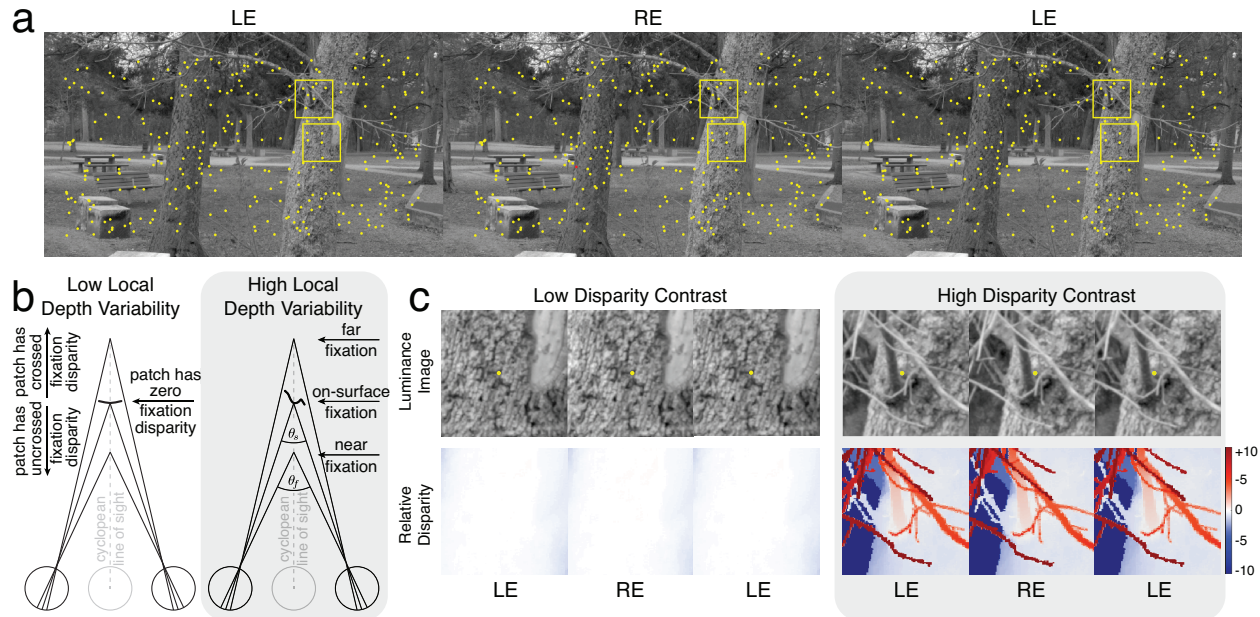 a
LE RE LE
b
Low Local
Depth Variability
High Local
Depth Variability
patch has
crossed
fixation
disparity
patch has
uncrossed
fixation
disparity
patch has
zero
fixation
disparity
far
fixation
on-surface
fixation
near
fixation
θs
θf
cyclopean
line of sight
cyclopean
line of sight
c
Low Disparity Contrast
High Disparity Contrast
Luminance
Image
Relative
Disparity
+10
+5
0
-5
-10
LE RE LE
LE RE LE